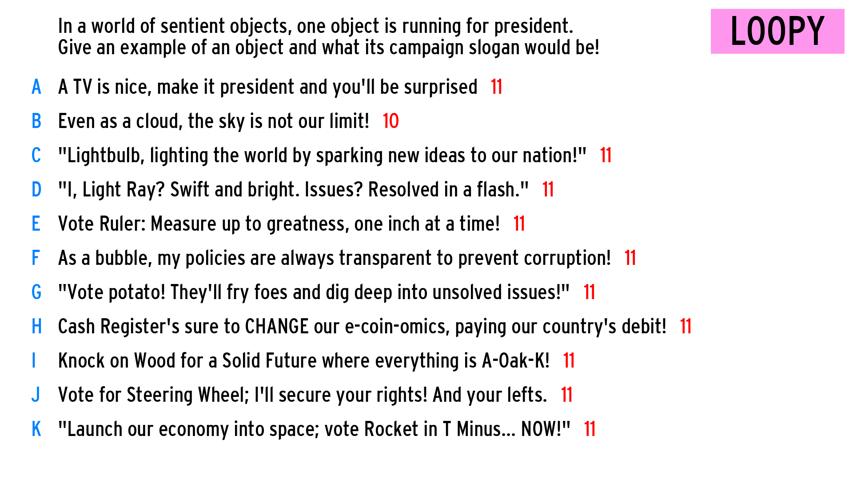 In a world of sentient objects, one object is running for president.
Give an example of an object and what its campaign slogan would be!
LOOPY
A A TV is nice, make it president and you'll be surprised 11
B Even as a cloud, the sky is not our limit! 10
C "Lightbulb, lighting the world by sparking new ideas to our nation!" 11
D "I, Light Ray? Swift and bright. Issues? Resolved in a flash." 11
E Vote Ruler: Measure up to greatness, one inch at a time! 11
F As a bubble, my policies are always transparent to prevent corruption! 11
G "Vote potato! They'll fry foes and dig deep into unsolved issues!" 11
H Cash Register's sure to CHANGE our e-coin-omics, paying our country's debit! 11
I Knock on Wood for a Solid Future where everything is A-Oak-K! 11
J Vote for Steering Wheel; I'll secure your rights! And your lefts. 11
K "Launch our economy into space; vote Rocket in T Minus... NOW!" 11